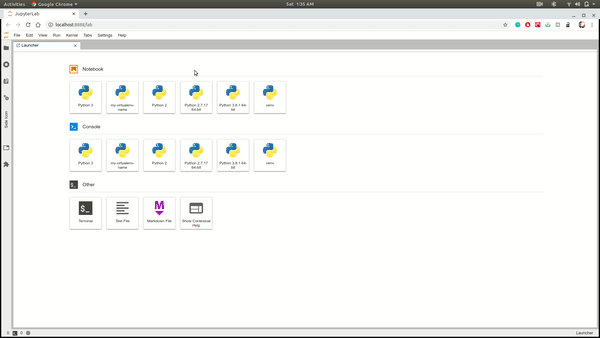 Activities Google Chrome Sat 1:35 AM
JupyterLab
localhost:8888/lab
File Edit View Run Kernel Tabs Settings Help
Launcher
Notebook
Python 3
my-virtualenv-name
Python 2
Python 2.7.17 64-bit
Python 3.6.1 64-bit
venv
Console
Python 3
my-virtualenv-name
Python 2
Python 2.7.17 64-bit
Python 3.6.1 64-bit
venv
Other
$_
Terminal
Text File
M
Markdown File
Show Contextual Help
Side Icon
0 0
Launcher